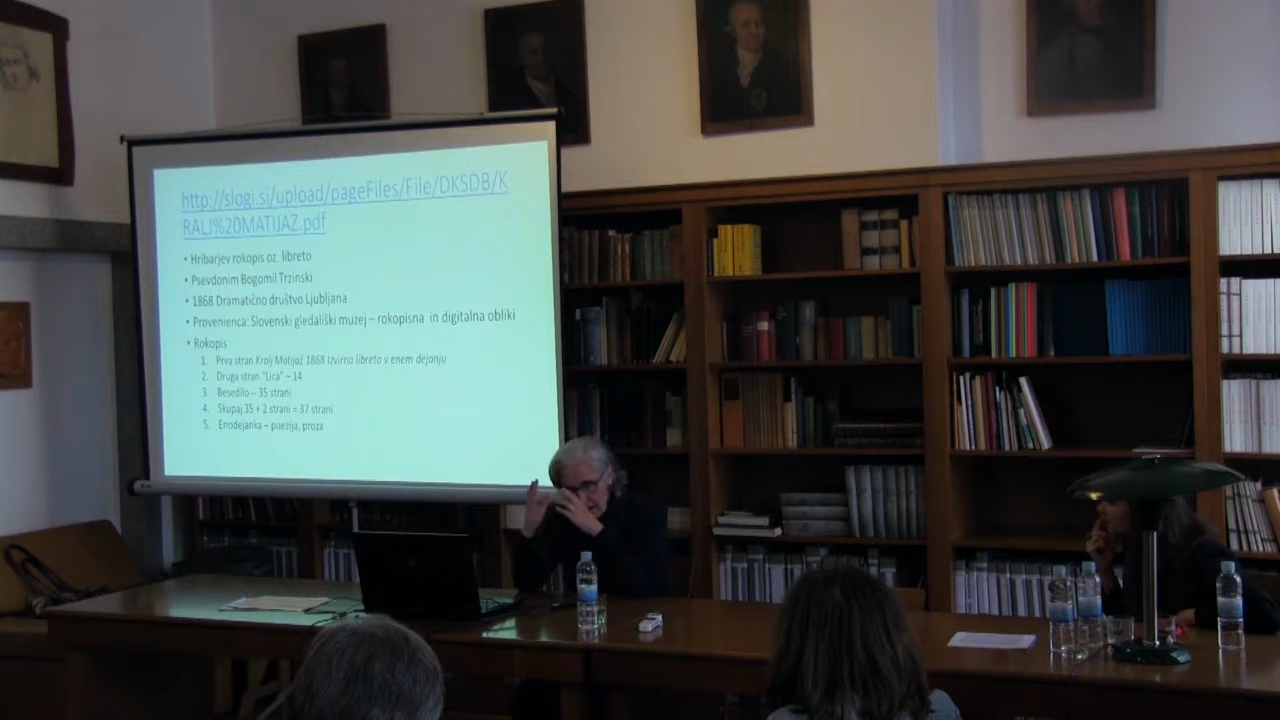 http://slogi.si/upload/pageFiles/File/DKSDB/K
RALJ%20MATIJAZ.pdf
• Hribarjev rokopis oz. libreto
• Psevdonim Bogomil Trzinski
• 1868 Dramatično društvo Ljubljana
• Provenienca: Slovenski gledališki muzej – rokopisna in digitalna obliki
• Rokopis
1. Prva stran Kralj Matijaž 1868 Izvirna libreta v enem dejanju
2. Druga stran "Lica" – 14
3 Besedilo – 35 strani
4. Skupaj 35 + 2 strani = 37 strani
5. Enodejanka – poezija, proza